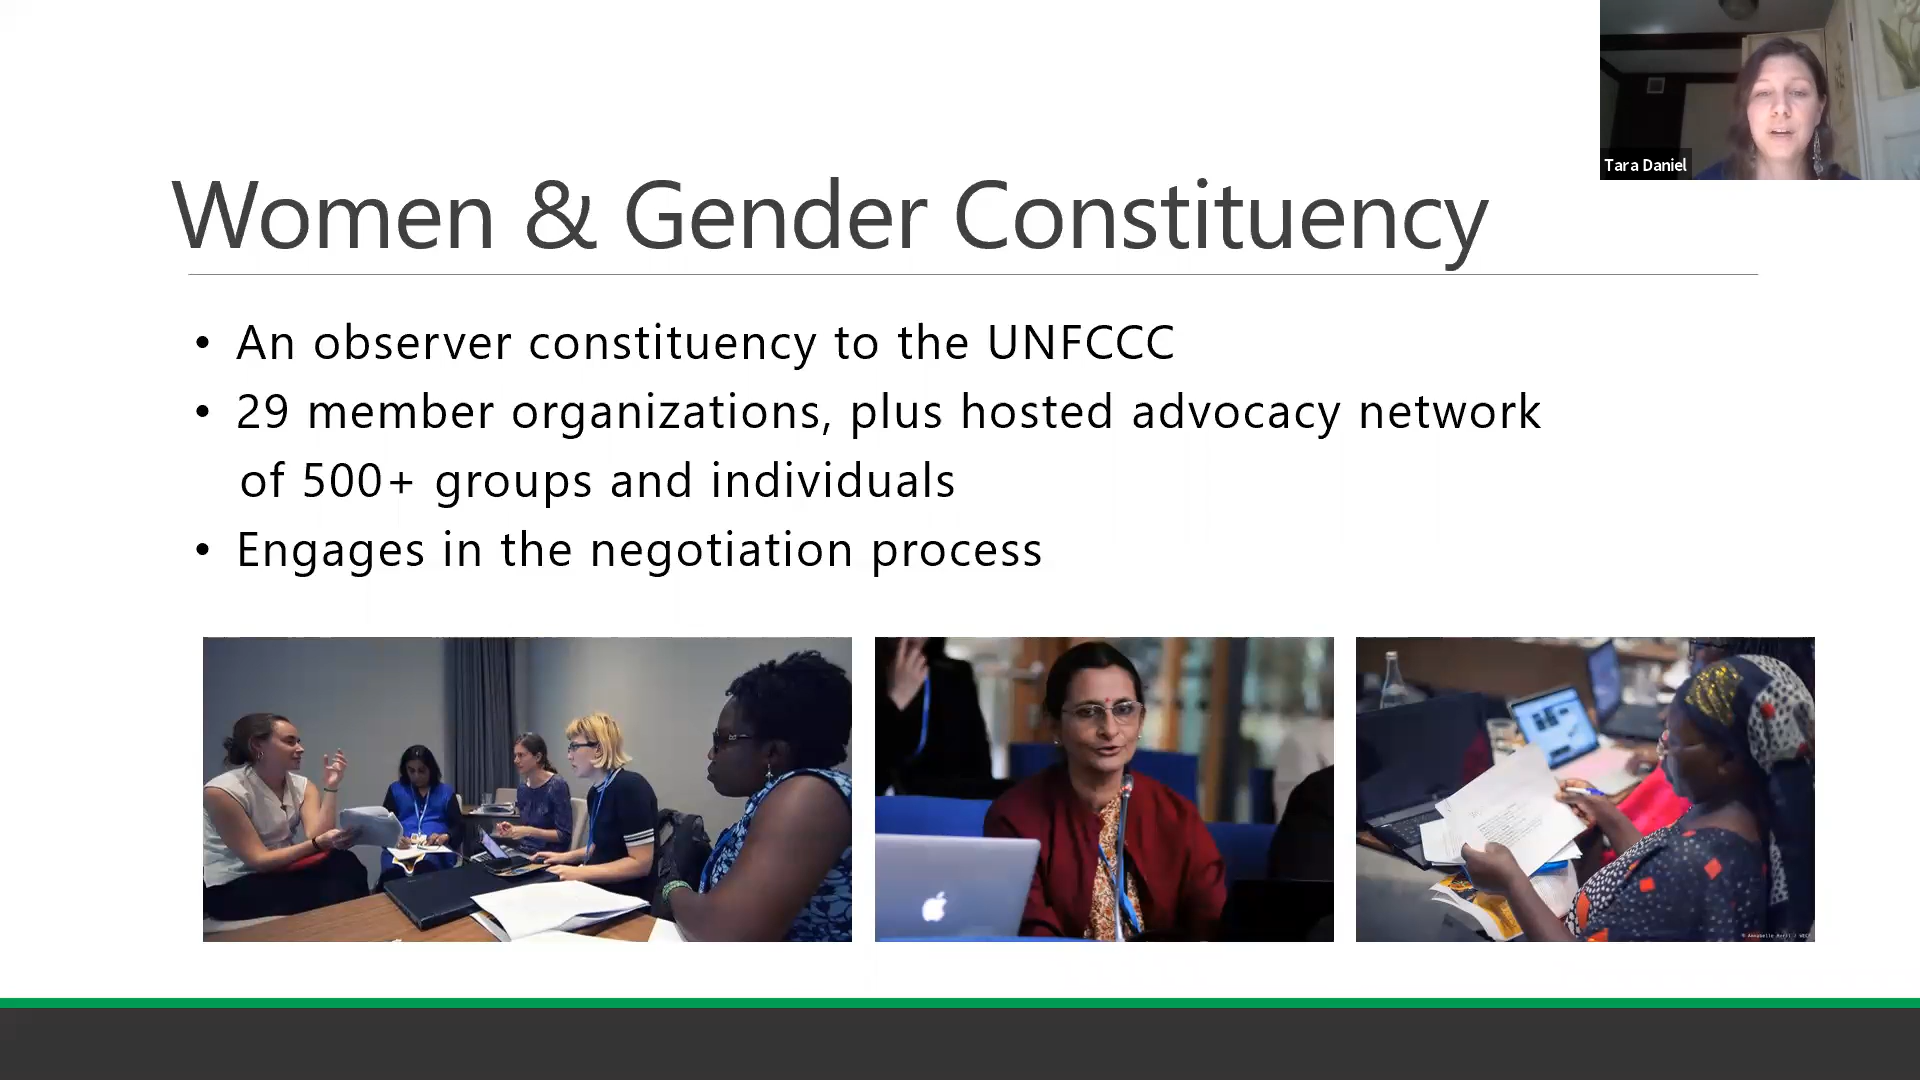 Tara Daniel
Women & Gender Constituency
• An observer constituency to the UNFCCC
• 29 member organizations, plus hosted advocacy network
of 500+ groups and individuals
• Engages in the negotiation process